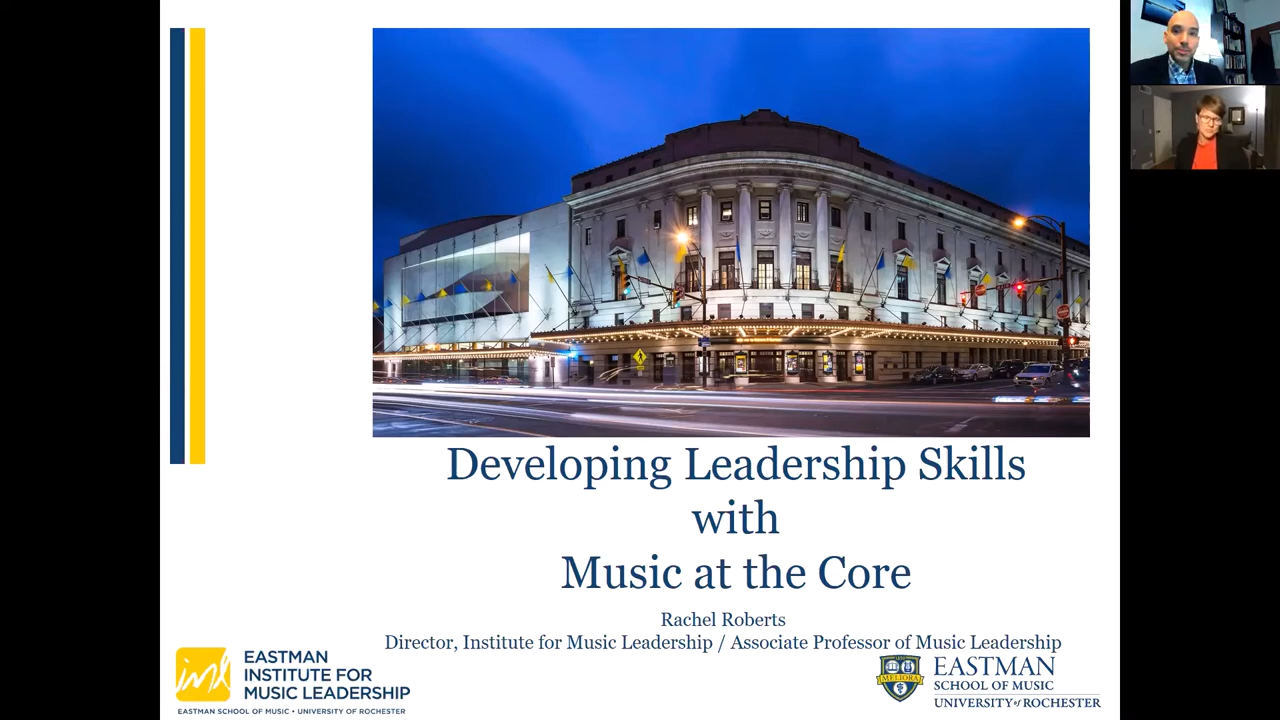 Developing Leadership Skills
with
Music at the Core
Rachel Roberts
Director, Institute for Music Leadership / Associate Professor of Music Leadership
iml
EASTMAN
INSTITUTE FOR
MUSIC LEADERSHIP
EASTMAN SCHOOL OF MUSIC • UNIVERSITY OF ROCHESTER
MELIORA
EASTMAN
SCHOOL OF MUSIC
UNIVERSITY of ROCHESTER